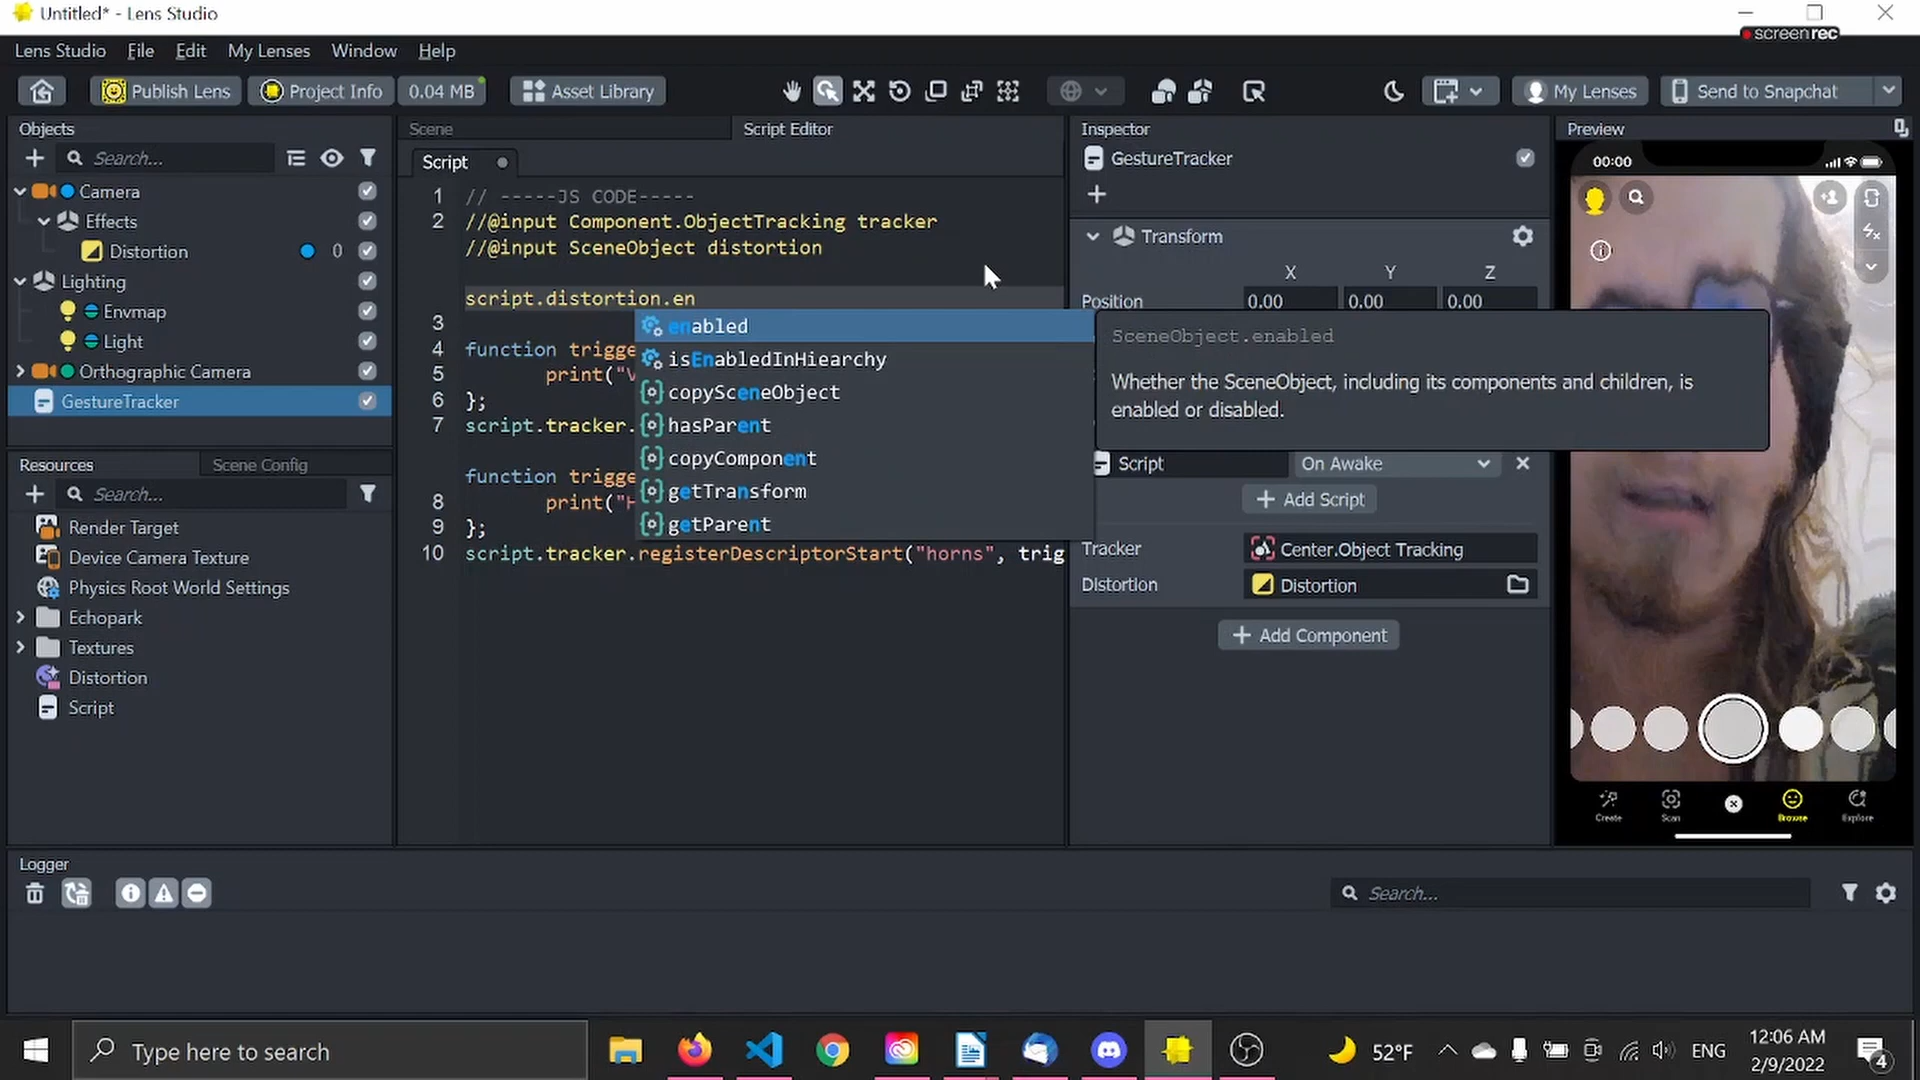 Untitled* - Lens Studio
screenrec
Lens Studio File Edit My Lenses Window Help
Publish Lens Project Info 0.04 MB Asset Library My Lenses Send to Snapchat
Objects
Search...
Camera
Effects
Distortion 0
Lighting
Envmap
Light
Orthographic Camera
GestureTracker
Resources Scene Config
Search...
Render Target
Device Camera Texture
Physics Root World Settings
Echopark
Textures
Distortion
Script
Scene Script Editor
Script
1 // -----JS CODE-----
2 //@input Component.ObjectTracking tracker
//@input SceneObject distortion
script.distortion.en
3
4 function trigge
5 print("V
6 };
7 script.tracker.
function trigge
8 print("H
9 };
10 script.tracker.registerDescriptorStart("horns", trig
enabled
isEnabledInHiearchy
copySceneObject
hasParent
copyComponent
getTransform
getParent
SceneObject.enabled
Whether the SceneObject, including its components and children, is
enabled or disabled.
Inspector
GestureTracker
Transform
X Y Z
Position 0.00 0.00 0.00
Script On Awake
Add Script
Tracker Center.Object Tracking
Distortion Distortion
Add Component
Preview
00:00
Create Scan Browse Explore
Logger
Search...
Type here to search
52°F ENG
12:06 AM
2/9/2022
4